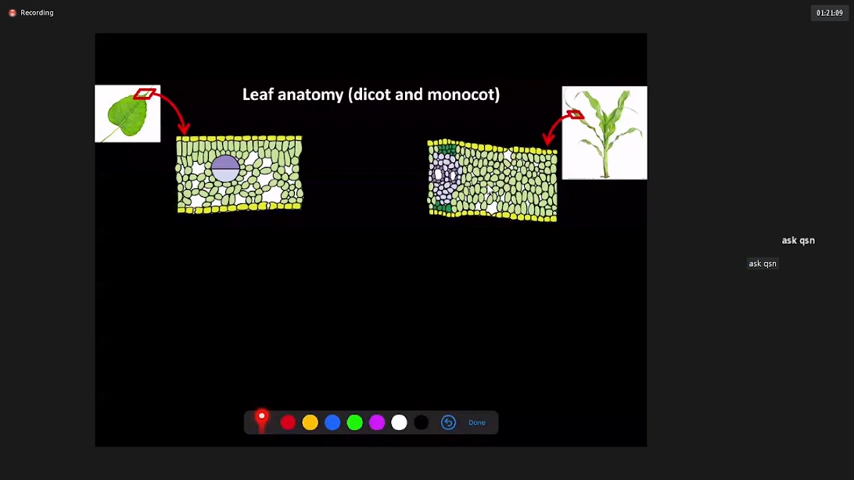 Recording
01:21:09
Leaf anatomy (dicot and monocot)
ask qsn
ask qsn
Done